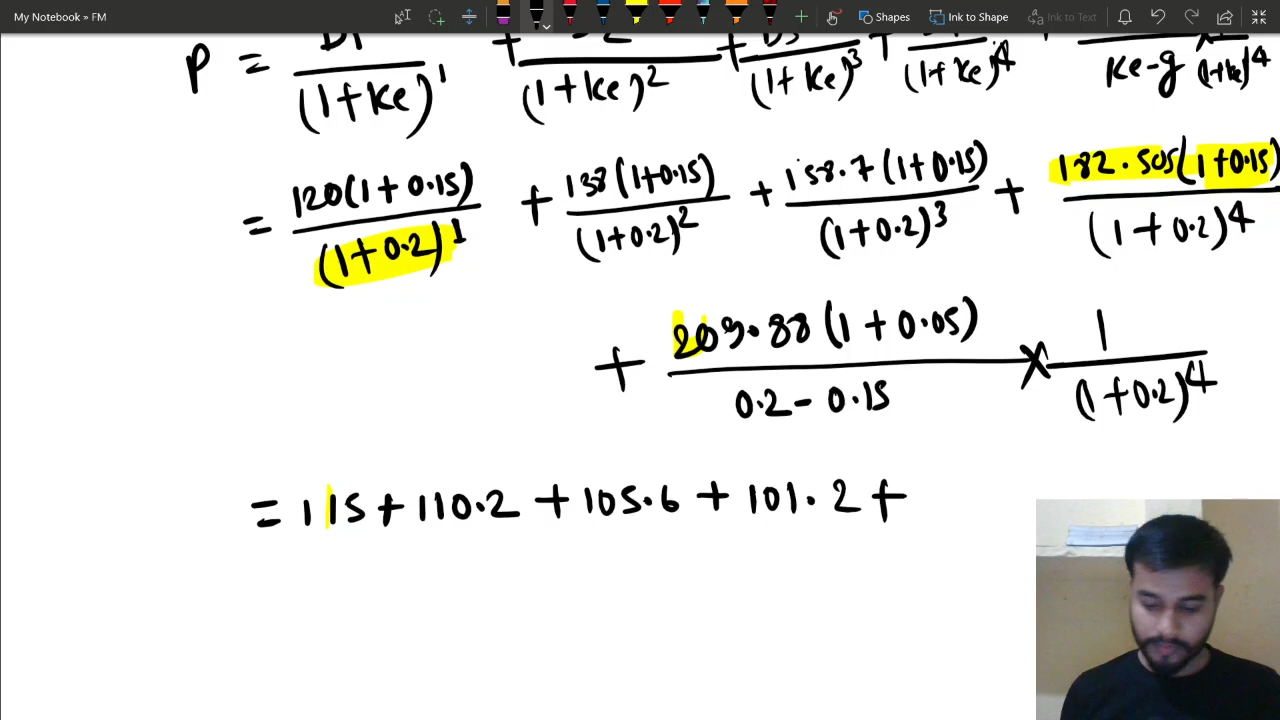 My Notebook » FM
Shapes Ink to Shape Ink to Text
P = D1/(1+Ke)^1 + /(1+Ke)^2 + D3/(1+Ke)^3 + /(1+Ke)^4 /Ke-g × /(1+Ke)^4
= 120(1+0.15)/(1+0.2)^1 + 138(1+0.15)/(1+0.2)^2 + 158.7(1+0.15)/(1+0.2)^3 + 182.505(1+0.15)/(1+0.2)^4
+ 209.88(1+0.05)/0.2-0.15 × 1/(1+0.2)^4
= 115 + 110.2 + 105.6 + 101.2 +